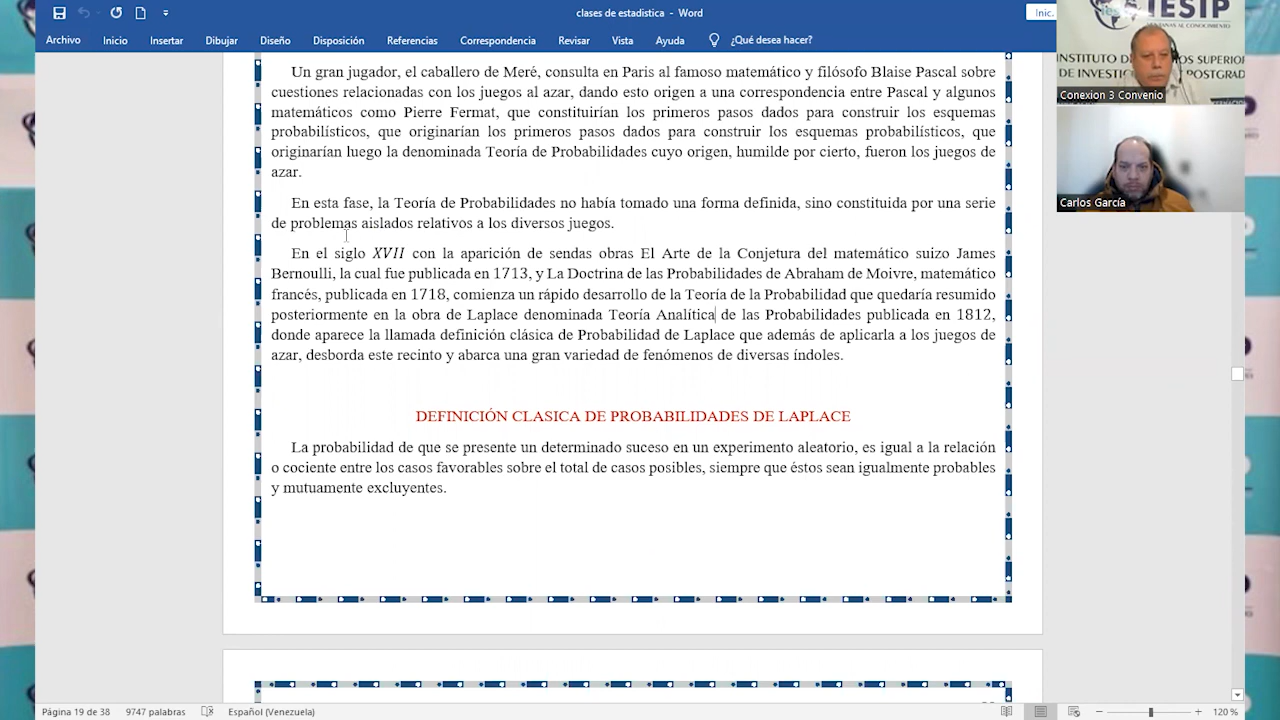 clases de estadistica - Word
Inic.
Archivo Inicio Insertar Dibujar Diseño Disposición Referencias Correspondencia Revisar Vista Ayuda ¿Qué desea hacer?
IESIP
VENTANAS AL CONOCIMIENTO
INSTITUTO DE SUPERIOR
DE INVESTIG POSTGRAD
Conexion 3 Convenio
Carlos García
Un gran jugador, el caballero de Meré, consulta en Paris al famoso matemático y filósofo Blaise Pascal sobre
cuestiones relacionadas con los juegos al azar, dando esto origen a una correspondencia entre Pascal y algunos
matemáticos como Pierre Fermat, que constituirían los primeros pasos dados para construir los esquemas
probabilísticos, que originarían los primeros pasos dados para construir los esquemas probabilísticos, que
originarían luego la denominada Teoría de Probabilidades cuyo origen, humilde por cierto, fueron los juegos de
azar.
En esta fase, la Teoría de Probabilidades no había tomado una forma definida, sino constituida por una serie
de problemas aislados relativos a los diversos juegos.
En el siglo XVII con la aparición de sendas obras El Arte de la Conjetura del matemático suizo James
Bernoulli, la cual fue publicada en 1713, y La Doctrina de las Probabilidades de Abraham de Moivre, matemático
francés, publicada en 1718, comienza un rápido desarrollo de la Teoría de la Probabilidad que quedaría resumido
posteriormente en la obra de Laplace denominada Teoría Analítica de las Probabilidades publicada en 1812,
donde aparece la llamada definición clásica de Probabilidad de Laplace que además de aplicarla a los juegos de
azar, desborda este recinto y abarca una gran variedad de fenómenos de diversas índoles.
DEFINICIÓN CLASICA DE PROBABILIDADES DE LAPLACE
La probabilidad de que se presente un determinado suceso en un experimento aleatorio, es igual a la relación
o cociente entre los casos favorables sobre el total de casos posibles, siempre que éstos sean igualmente probables
y mutuamente excluyentes.
Página 19 de 38 9747 palabras Español (Venezuela) 120 %